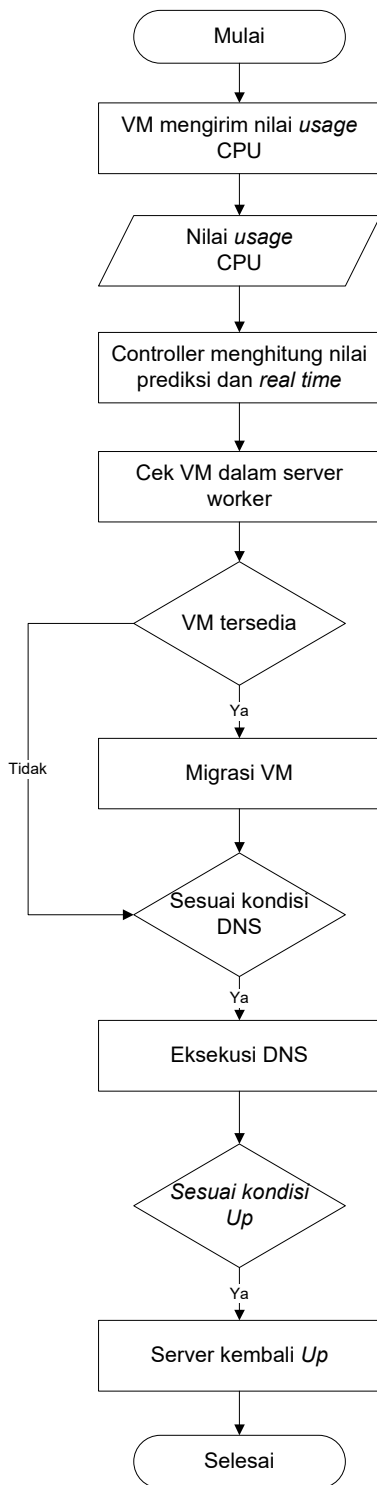 Mulai
VM mengirim nilai usage
CPU
Nilai usage
CPU
Controller menghitung nilai
prediksi dan real time
Cek VM dalam server
worker
VM tersedia
Ya
Migrasi VM
Tidak
Sesuai kondisi
DNS
Ya
Eksekusi DNS
Sesuai kondisi
Up
Ya
Server kembali Up
Selesai